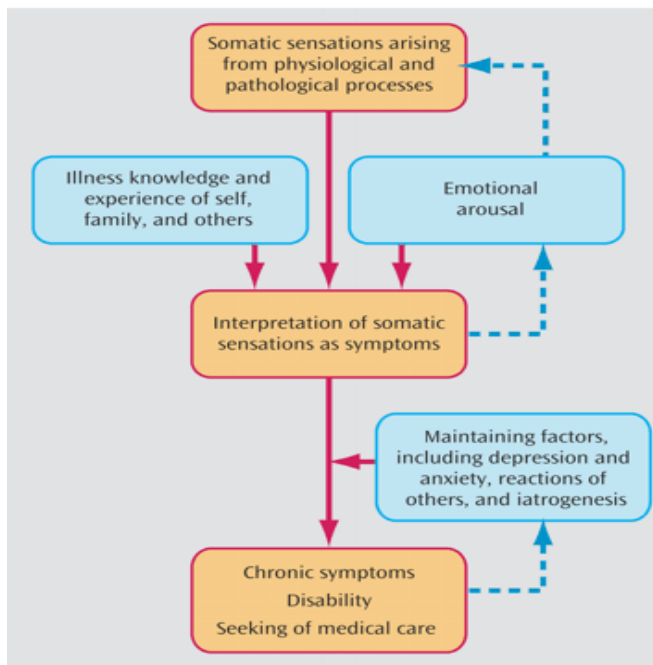 Somatic sensations arising
from physiological and
pathological processes
Illness knowledge and
experience of self,
family, and others
Emotional
arousal
Interpretation of somatic
sensations as symptoms
Maintaining factors,
including depression and
anxiety, reactions of
others, and iatrogenesis
Chronic symptoms
Disability
Seeking of medical care